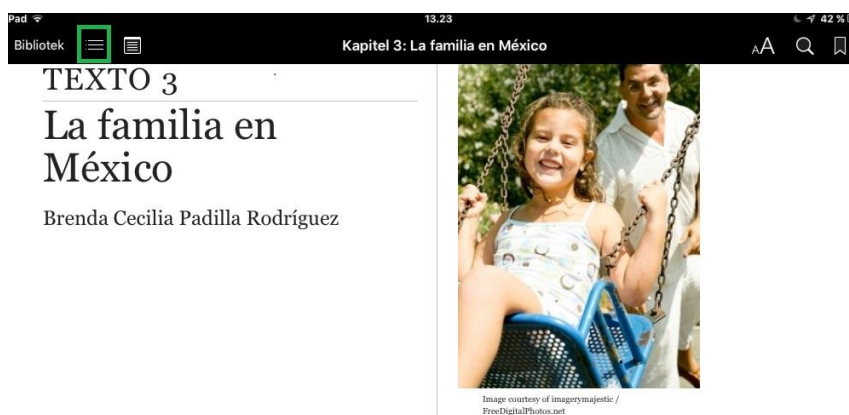 Pad 13.23 42 %
Bibliotek Kapitel 3: La familia en México AA
TEXTO 3
La familia en
México
Brenda Cecilia Padilla Rodríguez
Image courtesy of imagerymajestic /
FreeDigitalPhotos.net